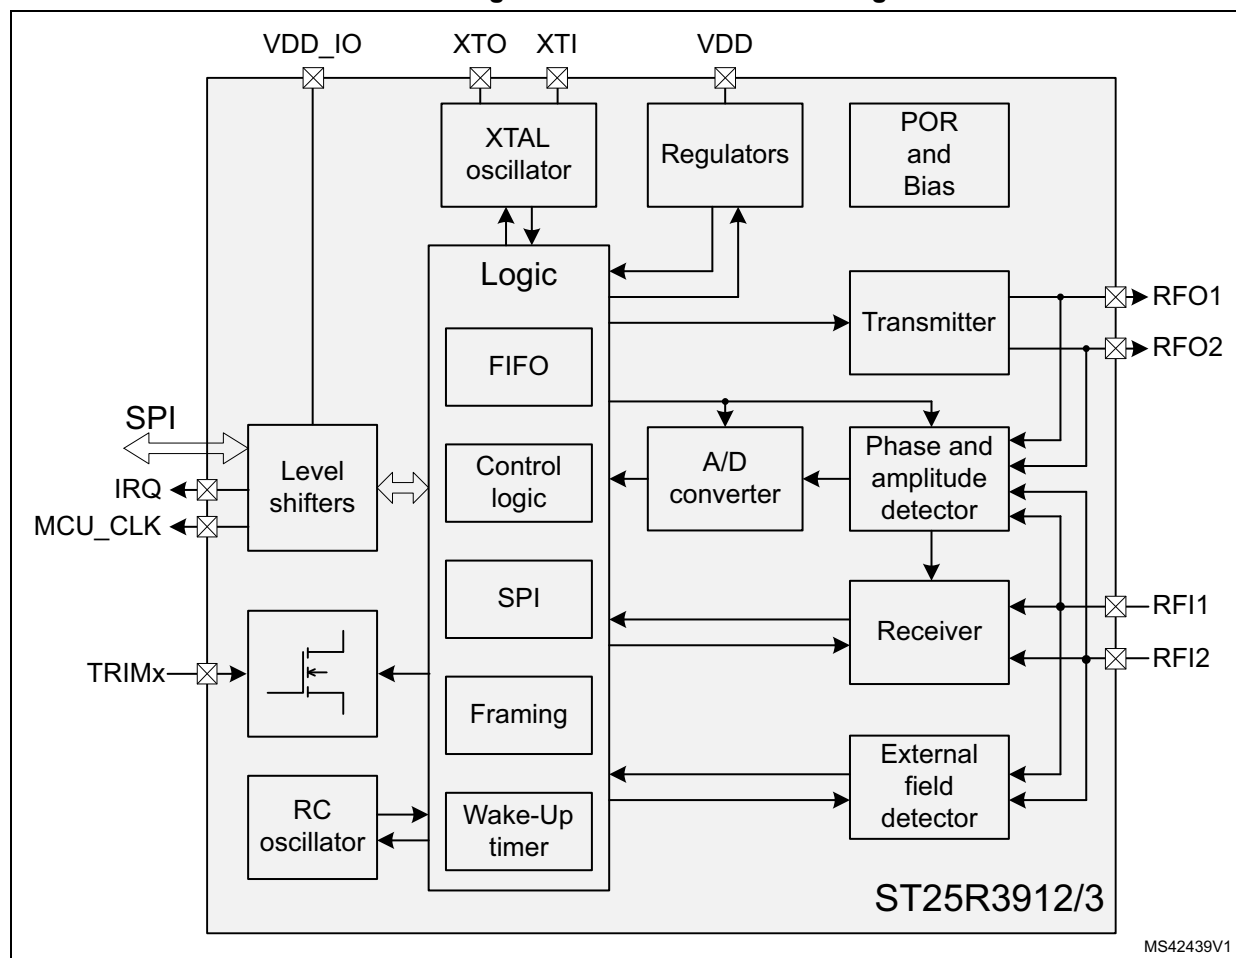 VDD_IO
XTO
XTI
VDD
XTAL
oscillator
Regulators
POR
and
Bias
Logic
Transmitter
RFO1
RFO2
FIFO
SPI
Level
shifters
IRQ
MCU_CLK
Control
logic
A/D
converter
Phase and
amplitude
detector
SPI
Receiver
RFI1
RFI2
TRIMx
Framing
External
field
detector
RC
oscillator
Wake-Up
timer
ST25R3912/3
MS42439V1